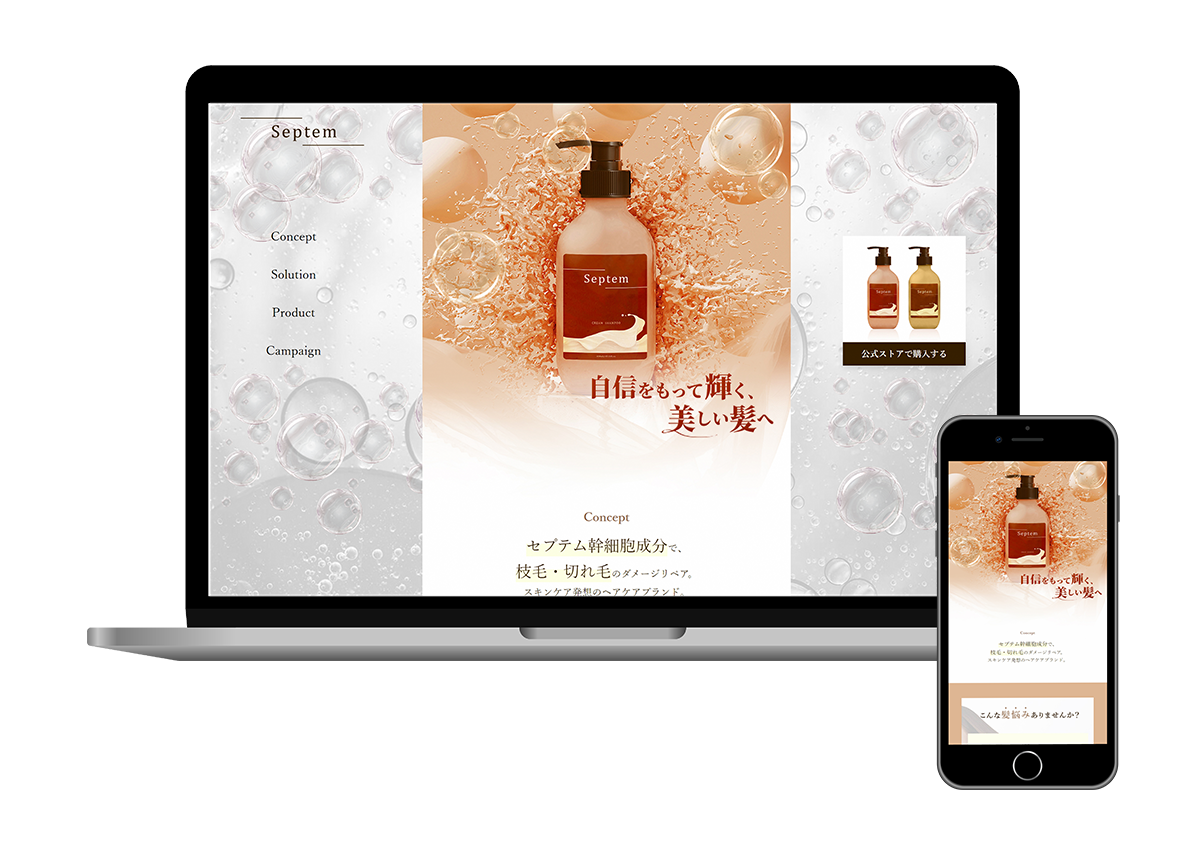 Septem
Concept
Solution
Product
Campaign
Septem
CREAM SHAMPOO
自信をもって輝く、
美しい髪へ
Concept
セプテム幹細胞成分で、
枝毛・切れ毛のダメージリペア。
スキンケア発想のヘアケアブランド。
Septem
Septem
公式ストアで購入する
Septem
自信をもって輝く、
美しい髪へ
Concept
セプテム幹細胞成分で、
枝毛・切れ毛のダメージリペア。
スキンケア発想のヘアケアブランド。
こんな髪悩みありませんか？